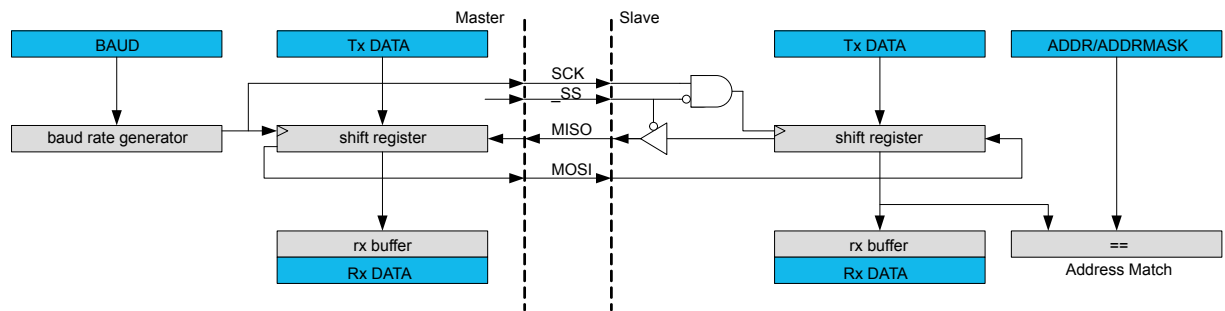 Master
Slave
BAUD
Tx DATA
Tx DATA
ADDR/ADDRMASK
SCK
_SS
baud rate generator
shift register
MISO
shift register
MOSI
rx buffer
rx buffer
==
Rx DATA
Rx DATA
Address Match